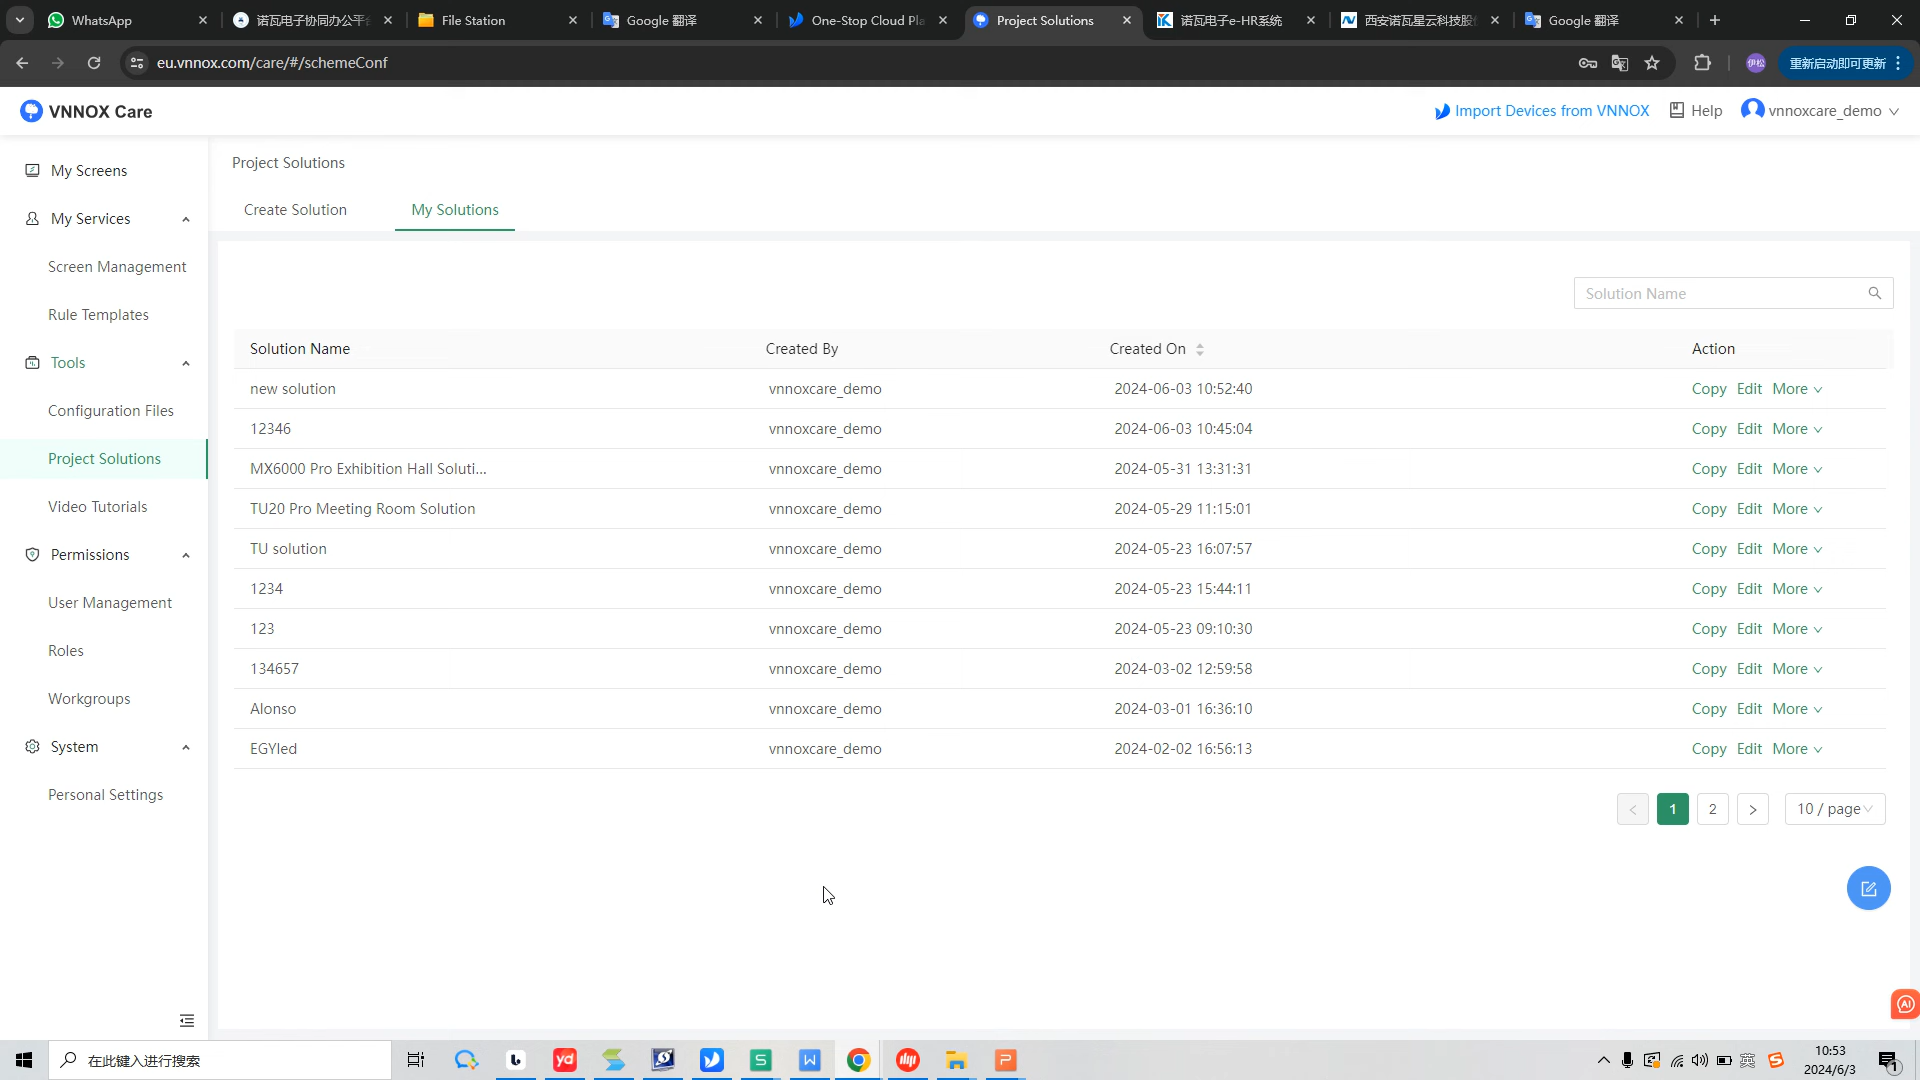 WhatsApp
诺瓦电子协同办公平台
File Station
Google 翻译
One-Stop Cloud Pla
Project Solutions
诺瓦电子e-HR系统
西安诺瓦星云科技股份
Google 翻译
eu.vnnox.com/care/#/schemeConf
伊松
重新启动即可更新
VNNOX Care
Import Devices from VNNOX
Help
vnnoxcare_demo
My Screens
My Services
Screen Management
Rule Templates
Tools
Configuration Files
Project Solutions
Video Tutorials
Permissions
User Management
Roles
Workgroups
System
Personal Settings
Project Solutions
Create Solution
My Solutions
Solution Name
Solution Name Created By Created On Action
new solution vnnoxcare_demo 2024-06-03 10:52:40 Copy Edit More
12346 vnnoxcare_demo 2024-06-03 10:45:04 Copy Edit More
MX6000 Pro Exhibition Hall Soluti... vnnoxcare_demo 2024-05-31 13:31:31 Copy Edit More
TU20 Pro Meeting Room Solution vnnoxcare_demo 2024-05-29 11:15:01 Copy Edit More
TU solution vnnoxcare_demo 2024-05-23 16:07:57 Copy Edit More
1234 vnnoxcare_demo 2024-05-23 15:44:11 Copy Edit More
123 vnnoxcare_demo 2024-05-23 09:10:30 Copy Edit More
134657 vnnoxcare_demo 2024-03-02 12:59:58 Copy Edit More
Alonso vnnoxcare_demo 2024-03-01 16:36:10 Copy Edit More
EGYled vnnoxcare_demo 2024-02-02 16:56:13 Copy Edit More
1 2 10 / page
AI
在此键入进行搜索
yd
S
W
P
英
S
10:53
2024/6/3
1